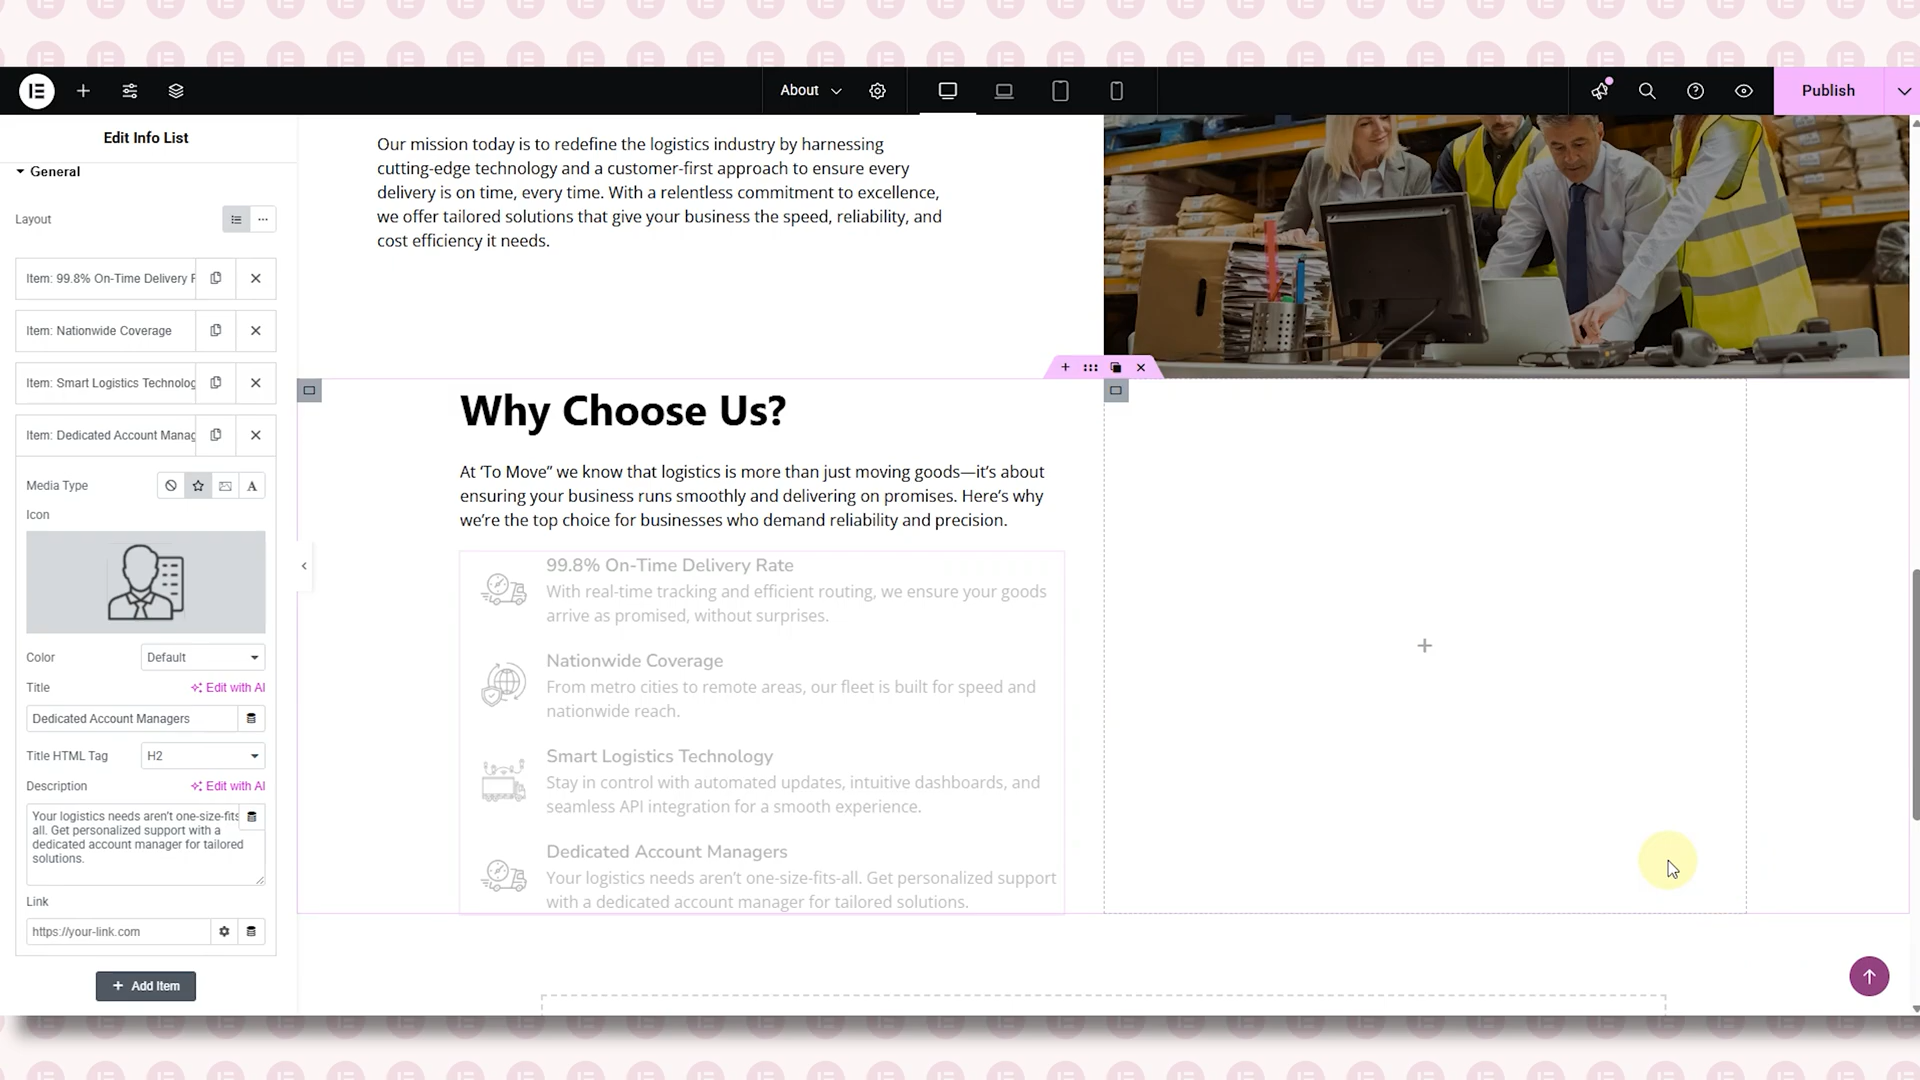 About
Publish
Edit Info List
General
Layout
Item: 99.8% On-Time Delivery R
Item: Nationwide Coverage
Item: Smart Logistics Technolog
Item: Dedicated Account Manag
Media Type
Icon
Color
Default
Title
Edit with AI
Dedicated Account Managers
Title HTML Tag
H2
Description
Edit with AI
Your logistics needs aren't one-size-fits-
all. Get personalized support with a
dedicated account manager for tailored
solutions.
Link
https://your-link.com
+ Add Item
Our mission today is to redefine the logistics industry by harnessing
cutting-edge technology and a customer-first approach to ensure every
delivery is on time, every time. With a relentless commitment to excellence,
we offer tailored solutions that give your business the speed, reliability, and
cost efficiency it needs.
Why Choose Us?
At ‘To Move” we know that logistics is more than just moving goods—it’s about
ensuring your business runs smoothly and delivering on promises. Here’s why
we’re the top choice for businesses who demand reliability and precision.
99.8% On-Time Delivery Rate
With real-time tracking and efficient routing, we ensure your goods
arrive as promised, without surprises.
Nationwide Coverage
From metro cities to remote areas, our fleet is built for speed and
nationwide reach.
Smart Logistics Technology
Stay in control with automated updates, intuitive dashboards, and
seamless API integration for a smooth experience.
Dedicated Account Managers
Your logistics needs aren’t one-size-fits-all. Get personalized support
with a dedicated account manager for tailored solutions.